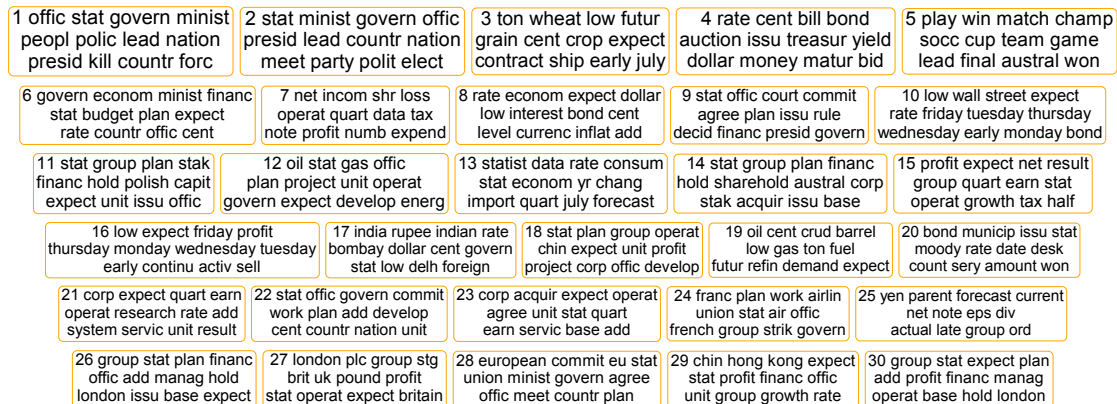 1 offic stat govern minist
peopl polic lead nation
presid kill countr forc
2 stat minist govern offic
presid lead countr nation
meet party polit elect
3 ton wheat low futur
grain cent crop expect
contract ship early july
4 rate cent bill bond
auction issu treasur yield
dollar money matur bid
5 play win match champ
socc cup team game
lead final austral won
6 govern econom minist financ
stat budget plan expect
rate countr offic cent
7 net incom shr loss
operat quart data tax
note profit numb expend
8 rate econom expect dollar
low interest bond cent
level currenc inflat add
9 stat offic court commit
agree plan issu rule
decid financ presid govern
10 low wall street expect
rate friday tuesday thursday
wednesday early monday bond
11 stat group plan stak
financ hold polish capit
expect unit issu offic
12 oil stat gas offic
plan project unit operat
govern expect develop energ
13 statist data rate consum
stat econom yr chang
import quart july forecast
14 stat group plan financ
hold sharehold austral corp
stak acquir issu base
15 profit expect net result
group quart earn stat
operat growth tax half
16 low expect friday profit
thursday monday wednesday tuesday
early continu activ sell
17 india rupee indian rate
bombay dollar cent govern
stat low delh foreign
18 stat plan group operat
chin expect unit profit
project corp offic develop
19 oil cent crud barrel
low gas ton fuel
futur refin demand expect
20 bond municip issu stat
moody rate date desk
count sery amount won
21 corp expect quart earn
operat research rate add
system servic unit result
22 stat offic govern commit
work plan add develop
cent countr nation unit
23 corp acquir expect operat
agree unit stat quart
earn servic base add
24 franc plan work airlin
union stat air offic
french group strik govern
25 yen parent forecast current
net note eps div
actual late group ord
26 group stat plan financ
offic add manag hold
london issu base expect
27 london plc group stg
brit uk pound profit
stat operat expect britain
28 european commit eu stat
union minist govern agree
offic meet countr plan
29 chin hong kong expect
stat profit financ offic
unit group growth rate
30 group stat expect plan
add profit financ manag
operat base hold london